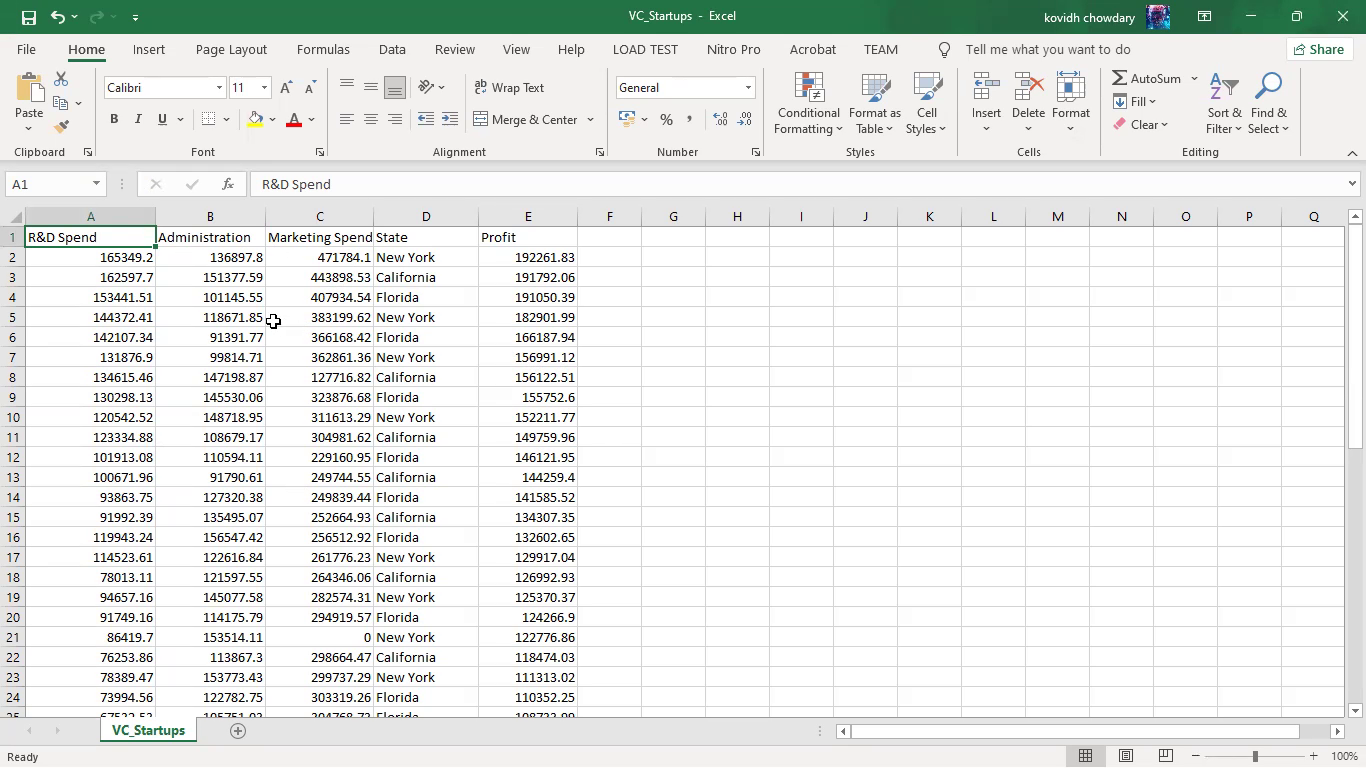 VC_Startups - Excel
kovidh chowdary
File Home Insert Page Layout Formulas Data Review View Help LOAD TEST Nitro Pro Acrobat TEAM Tell me what you want to do Share
Paste
Clipboard
Calibri 11
B I U A
Font
ab Wrap Text
Merge & Center
Alignment
General
% ,
Number
Conditional Formatting
Format as Table
Cell Styles
Styles
Insert Delete Format
Cells
AutoSum
Fill
Clear
Sort & Filter
Find & Select
Editing
A1 fx R&D Spend
A B C D E F G H I J K L M N O P Q
1 R&D Spend Administration Marketing Spend State Profit
2 165349.2 136897.8 471784.1 New York 192261.83
3 162597.7 151377.59 443898.53 California 191792.06
4 153441.51 101145.55 407934.54 Florida 191050.39
5 144372.41 118671.85 383199.62 New York 182901.99
6 142107.34 91391.77 366168.42 Florida 166187.94
7 131876.9 99814.71 362861.36 New York 156991.12
8 134615.46 147198.87 127716.82 California 156122.51
9 130298.13 145530.06 323876.68 Florida 155752.6
10 120542.52 148718.95 311613.29 New York 152211.77
11 123334.88 108679.17 304981.62 California 149759.96
12 101913.08 110594.11 229160.95 Florida 146121.95
13 100671.96 91790.61 249744.55 California 144259.4
14 93863.75 127320.38 249839.44 Florida 141585.52
15 91992.39 135495.07 252664.93 California 134307.35
16 119943.24 156547.42 256512.92 Florida 132602.65
17 114523.61 122616.84 261776.23 New York 129917.04
18 78013.11 121597.55 264346.06 California 126992.93
19 94657.16 145077.58 282574.31 New York 125370.37
20 91749.16 114175.79 294919.57 Florida 124266.9
21 86419.7 153514.11 0 New York 122776.86
22 76253.86 113867.3 298664.47 California 118474.03
23 78389.47 153773.43 299737.29 New York 111313.02
24 73994.56 122782.75 303319.26 Florida 110352.25
VC_Startups
Ready
100%